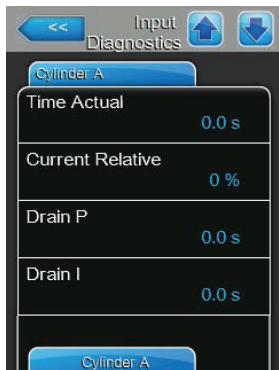 << Input
Diagnostics
Cylinder A
Time Actual
0.0 s
Current Relative
0 %
Drain P
0.0 s
Drain I
0.0 s
Cylinder A